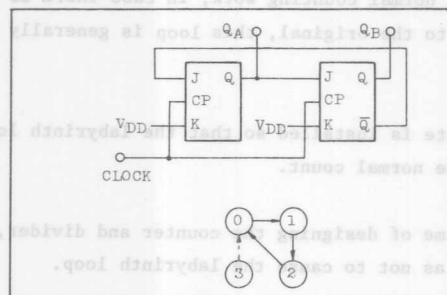 normal counting work, in case there is
to the original, this loop is generally
QA QB
J Q J Q
CP CP
VDD K VDD K Q̅
te is installed so that the labyrinth lo
CLOCK
e normal count.
0 1
me of designing the counter and divider,
3 2
as not to cause the labyrinth loop.